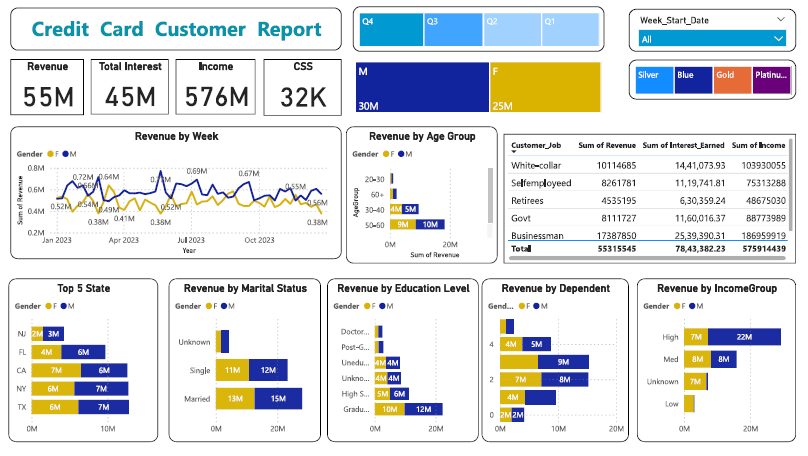 Credit Card Customer Report
Q4 Q3 Q2 Q1
Week_Start_Date
All
Revenue
55M
Total Interest
45M
Income
576M
CSS
32K
M
30M
F
25M
Silver Blue Gold Platinu...
Revenue by Week
Gender F M
Sum of Revenue
0.8M
0.6M
0.4M
0.2M
0.52M
0.72M
0.54M
0.38M
0.64M
0.49M
0.41M
0.78M
0.38M
0.52M
0.69M
0.67M
0.55M
0.56M
0.38M
Jan 2023 Apr 2023 Jul 2023 Oct 2023
Year
Revenue by Age Group
Gender F M
AgeGroup
20-30
60+
30-40 4M 5M
50-60 9M 10M
0M 20M
Sum of Revenue
Customer_Job Sum of Revenue Sum of Interest_Earned Sum of Income
White-collar 10114685 14,41,073.93 103930055
Selfemployeed 8261781 11,19,741.81 75313288
Retirees 4535195 6,30,359.24 48675030
Govt 8111727 11,60,016.37 88773989
Businessman 17387850 25,39,390.31 186959919
Total 55315545 78,43,382.23 575914439
Top 5 State
Gender F M
NJ 2M 3M
FL 4M 6M
CA 7M 6M
NY 6M 7M
TX 6M 7M
0M 10M
Revenue by Marital Status
Gender F M
Unknown
Single 11M 12M
Married 13M 15M
0M 20M
Revenue by Education Level
Gender F M
Doctor...
Post-G...
Unedu... 4M 4M
Unkno... 4M 4M
High S... 5M 6M
Gradu... 10M 12M
0M 20M
Revenue by Dependent
Gend... F M
4 4M 5M
9M
2 7M 8M
4M
0 2M 2M
0M 10M
Revenue by IncomeGroup
Gender F M
High 7M 22M
Med 8M 8M
Unknown 7M
Low
0M 20M